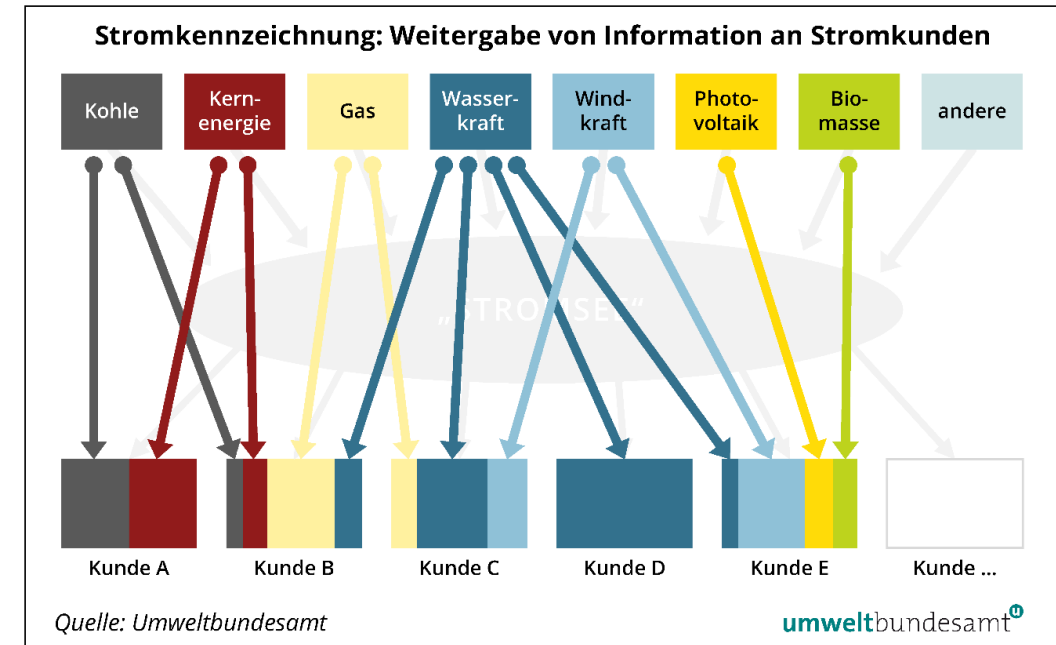 Stromkennzeichnung: Weitergabe von Information an Stromkunden
Kohle
Kern-
energie
Gas
Wasser-
kraft
Wind-
kraft
Photo-
voltaik
Bio-
masse
andere
„STROMSEE“
Kunde A
Kunde B
Kunde C
Kunde D
Kunde E
Kunde ...
Quelle: Umweltbundesamt
umweltbundesamt u